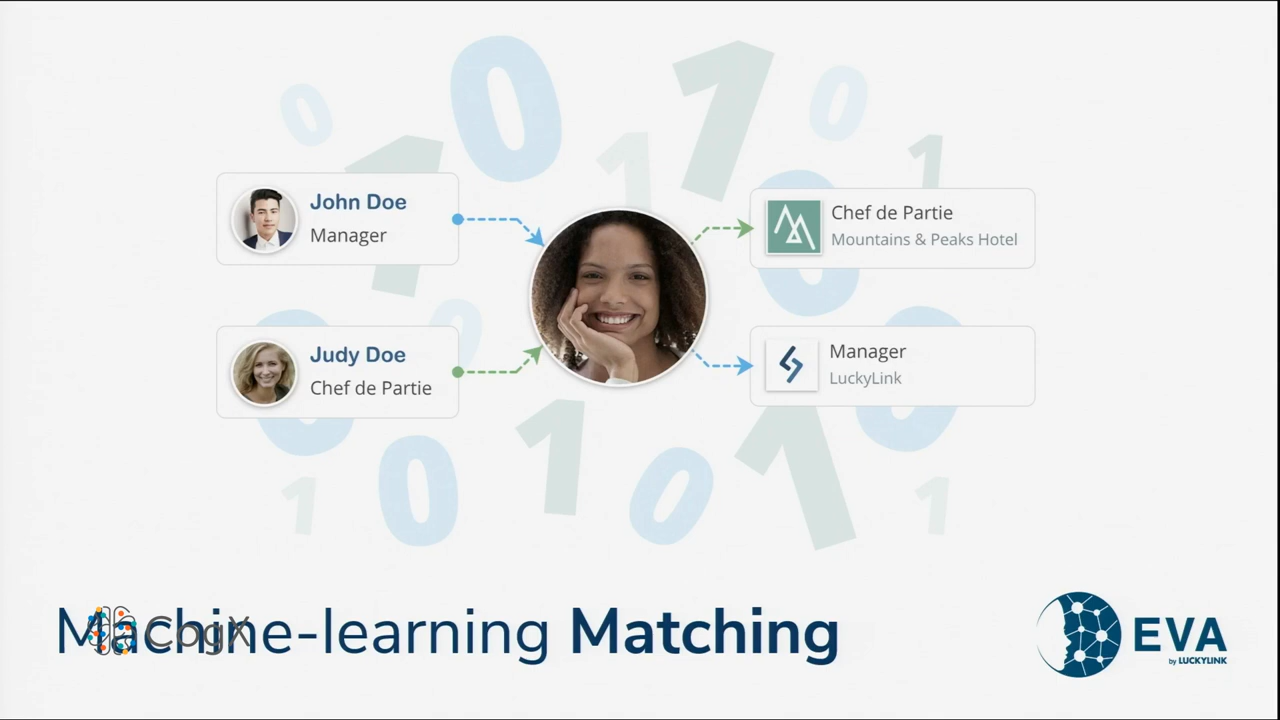 John Doe
Manager
Judy Doe
Chef de Partie
Chef de Partie
Mountains & Peaks Hotel
Manager
LuckyLink
Machine-learning Matching
CogX
EVA
by LUCKYLINK